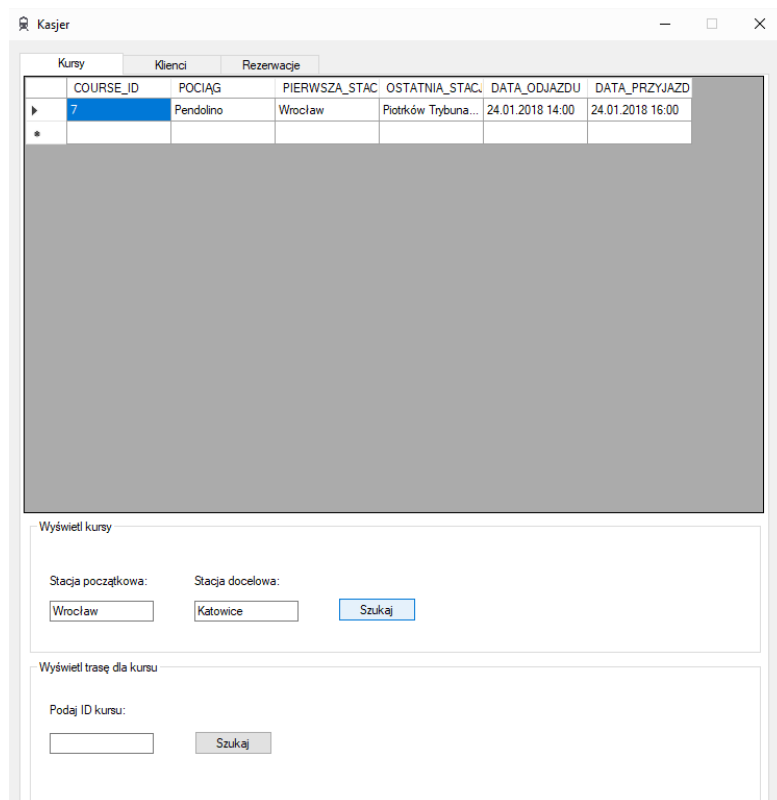 Kasjer
Kursy Klienci Rezerwacje
COURSE_ID POCIĄG PIERWSZA_STAC OSTATNIA_STACJ DATA_ODJAZDU DATA_PRZYJAZD
7 Pendolino Wrocław Piotrków Trybuna... 24.01.2018 14:00 24.01.2018 16:00
Wyświetl kursy
Stacja początkowa: Stacja docelowa:
Wrocław Katowice Szukaj
Wyświetl trasę dla kursu
Podaj ID kursu:
Szukaj